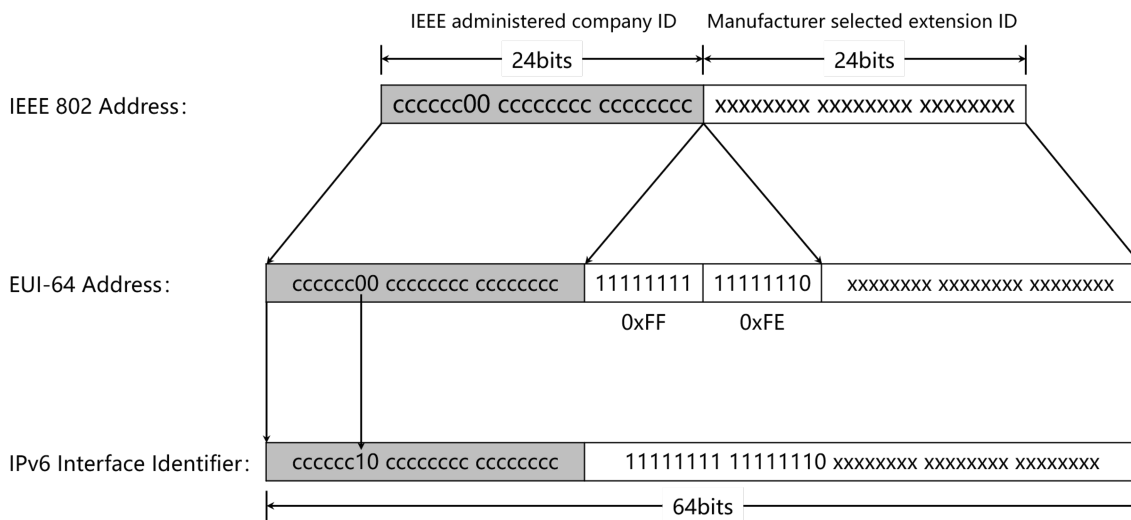 IEEE administered company ID
Manufacturer selected extension ID
24bits
24bits
IEEE 802 Address:
cccccc00 cccccccc cccccccc
xxxxxxxx xxxxxxxx xxxxxxxx
EUI-64 Address:
cccccc00 cccccccc cccccccc
11111111
11111110
xxxxxxxx xxxxxxxx xxxxxxxx
0xFF
0xFE
IPv6 Interface Identifier:
cccccc10 cccccccc cccccccc
11111111 11111110 xxxxxxxx xxxxxxxx xxxxxxxx
64bits